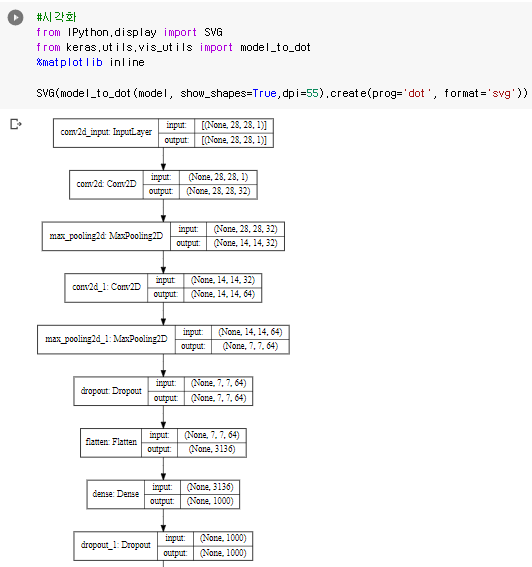 #시각화
from IPython.display import SVG
from keras.utils.vis_utils import model_to_dot
%matplotlib inline
SVG(model_to_dot(model, show_shapes=True,dpi=55).create(prog='dot', format='svg'))
conv2d_input: InputLayer
input: [(None, 28, 28, 1)]
output: [(None, 28, 28, 1)]
conv2d: Conv2D
input: (None, 28, 28, 1)
output: (None, 28, 28, 32)
max_pooling2d: MaxPooling2D
input: (None, 28, 28, 32)
output: (None, 14, 14, 32)
conv2d_1: Conv2D
input: (None, 14, 14, 32)
output: (None, 14, 14, 64)
max_pooling2d_1: MaxPooling2D
input: (None, 14, 14, 64)
output: (None, 7, 7, 64)
dropout: Dropout
input: (None, 7, 7, 64)
output: (None, 7, 7, 64)
flatten: Flatten
input: (None, 7, 7, 64)
output: (None, 3136)
dense: Dense
input: (None, 3136)
output: (None, 1000)
dropout_1: Dropout
input: (None, 1000)
output: (None, 1000)